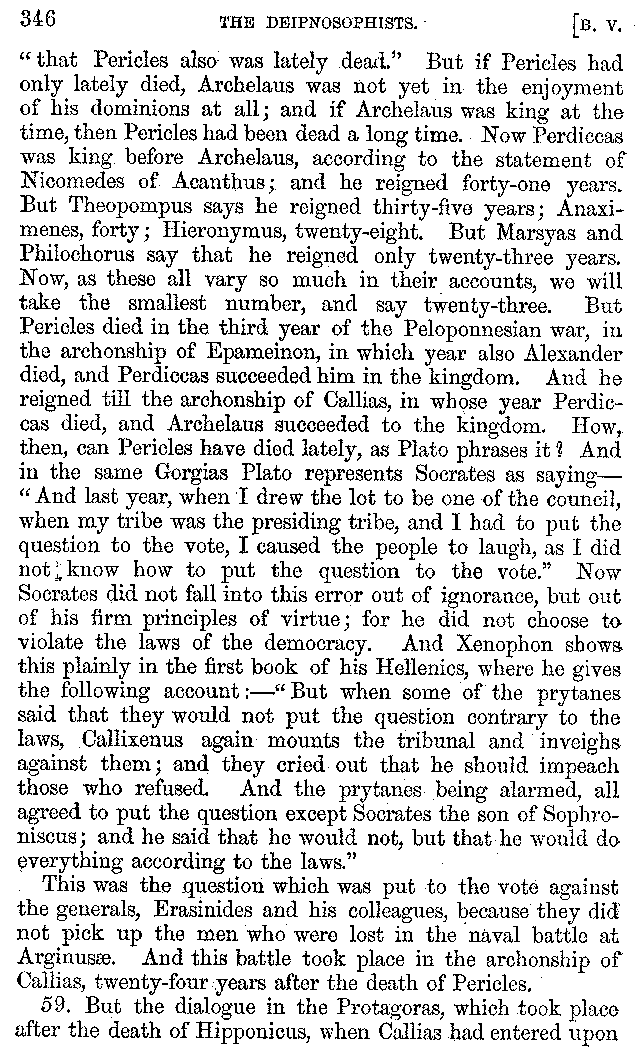 346 THE DEIPNOSOPHISTS. [B. V.
“that Pericles also was lately dead.” But if Pericles had
only lately died, Archelaus was not yet in the enjoyment
of his dominions at all; and if Archelaus was king at the
time, then Pericles had been dead a long time. Now Perdiccas
was king before Archelaus, according to the statement of
Nicomedes of Acanthus; and he reigned forty-one years.
But Theopompus says he reigned thirty-five years; Anaxi-
menes, forty; Hieronymus, twenty-eight. But Marsyas and
Philochorus say that he reigned only twenty-three years.
Now, as these all vary so much in their accounts, we will
take the smallest number, and say twenty-three. But
Pericles died in the third year of the Peloponnesian war, in
the archonship of Epameinon, in which year also Alexander
died, and Perdiccas succeeded him in the kingdom. And he
reigned till the archonship of Callias, in whose year Perdic-
cas died, and Archelaus succeeded to the kingdom. How,
then, can Pericles have died lately, as Plato phrases it? And
in the same Gorgias Plato represents Socrates as saying—
“And last year, when I drew the lot to be one of the council,
when my tribe was the presiding tribe, and I had to put the
question to the vote, I caused the people to laugh, as I did
not know how to put the question to the vote.” Now
Socrates did not fall into this error out of ignorance, but out
of his firm principles of virtue; for he did not choose to
violate the laws of the democracy. And Xenophon shows
this plainly in the first book of his Hellenics, where he gives
the following account:—“But when some of the prytanes
said that they would not put the question contrary to the
laws, Callixenus again mounts the tribunal and inveighs
against them; and they cried out that he should impeach
those who refused. And the prytanes being alarmed, all
agreed to put the question except Socrates the son of Sophro-
niscus; and he said that he would not, but that he would do
everything according to the laws.”
This was the question which was put to the vote against
the generals, Erasinides and his colleagues, because they did
not pick up the men who were lost in the naval battle at
Arginusæ. And this battle took place in the archonship of
Callias, twenty-four years after the death of Pericles.
59. But the dialogue in the Protagoras, which took place
after the death of Hipponicus, when Callias had entered upon